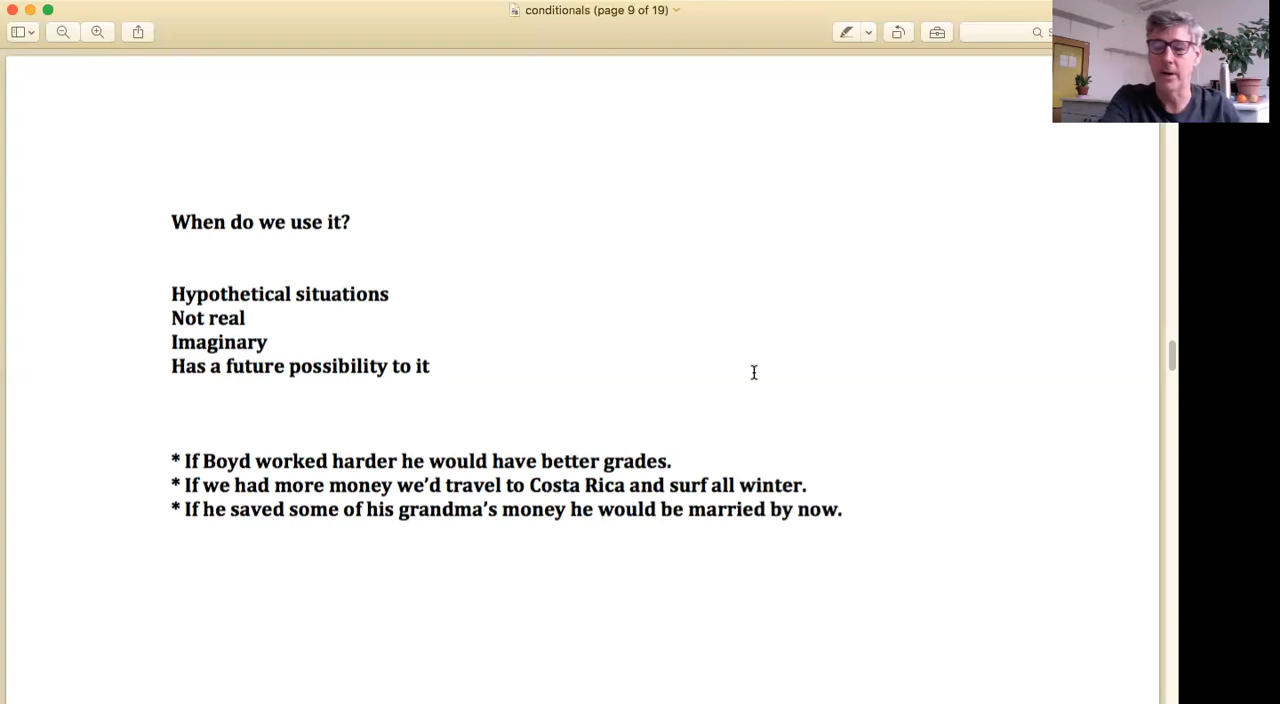 conditionals (page 9 of 19)
S
When do we use it?
Hypothetical situations
Not real
Imaginary
Has a future possibility to it
* If Boyd worked harder he would have better grades.
* If we had more money we’d travel to Costa Rica and surf all winter.
* If he saved some of his grandma’s money he would be married by now.